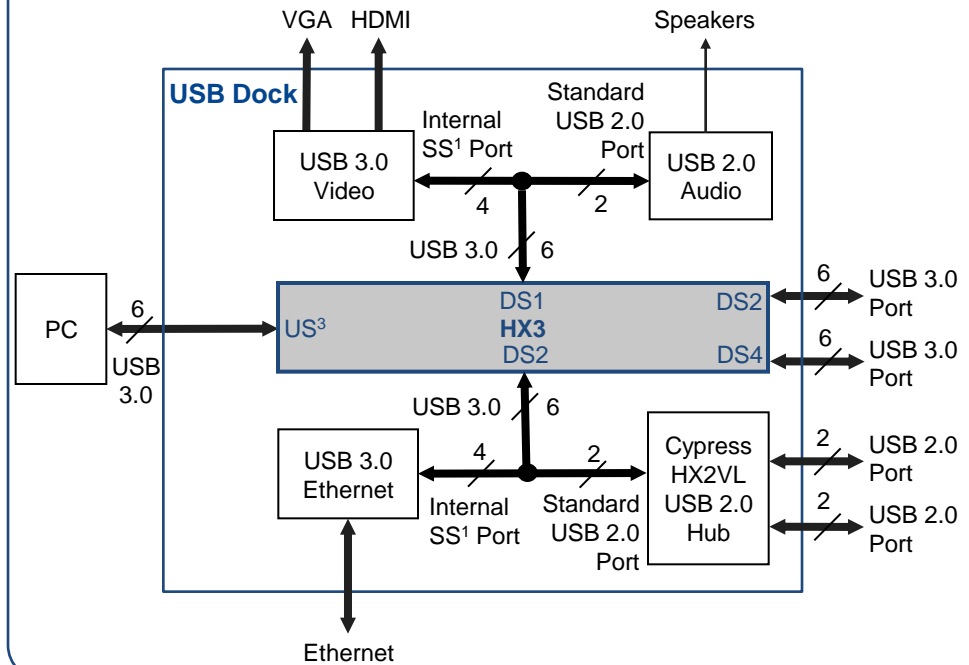 VGA HDMI
Speakers
USB Dock
Standard
USB 2.0
Port
Internal
SS¹ Port
USB 3.0
Video
USB 2.0
Audio
4
2
USB 3.0
6
PC
6
USB
3.0
US³
DS1
HX3
DS2
DS2
DS4
6
USB 3.0
Port
6
USB 3.0
Port
USB 3.0
6
USB 3.0
Ethernet
4
2
Internal
SS¹ Port
Standard
USB 2.0
Port
Cypress
HX2VL
USB 2.0
Hub
2
USB 2.0
Port
2
USB 2.0
Port
Ethernet